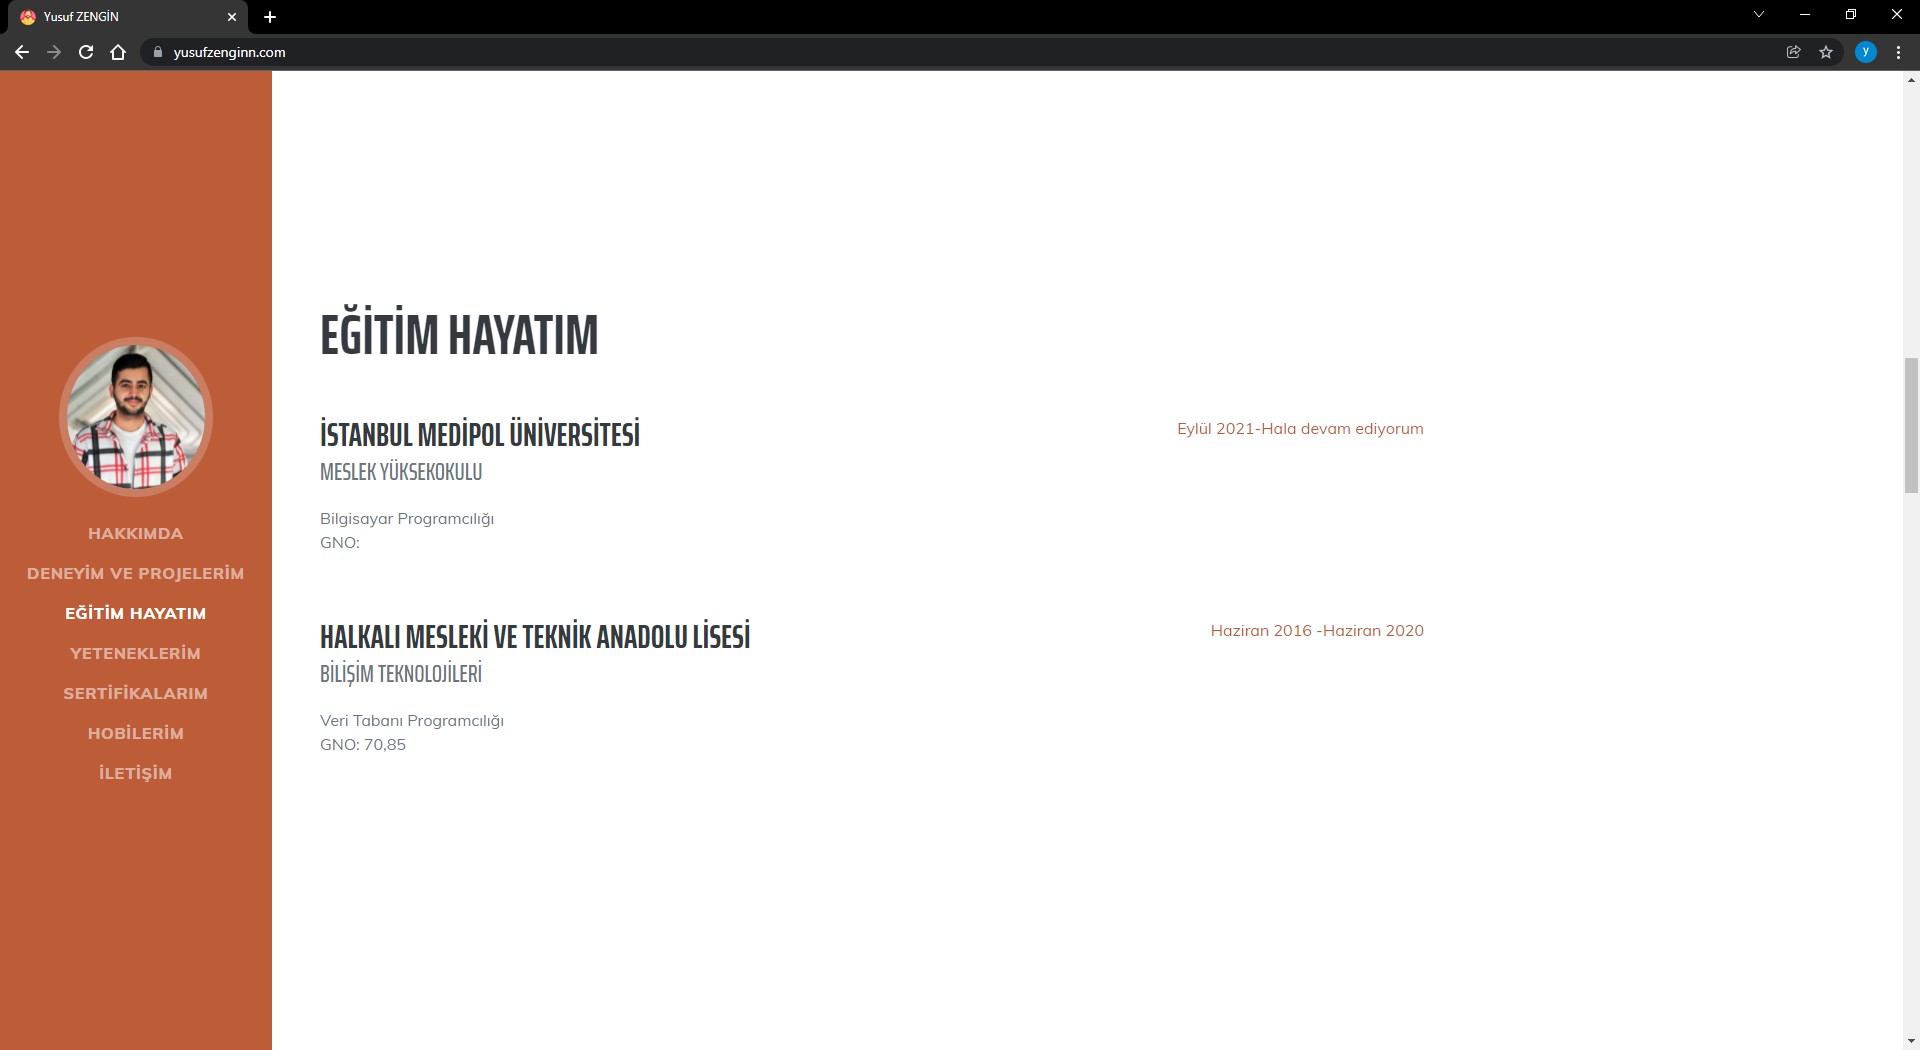 Yusuf ZENGİN
yusufzenginn.com
y
HAKKIMDA
DENEYİM VE PROJELERİM
EĞİTİM HAYATIM
YETENEKLERİM
SERTİFİKALARIM
HOBİLERİM
İLETİŞİM
EĞİTİM HAYATIM
İSTANBUL MEDİPOL ÜNİVERSİTESİ
Eylül 2021-Hala devam ediyorum
MESLEK YÜKSEKOKULU
Bilgisayar Programcılığı
GNO:
HALKALI MESLEKİ VE TEKNİK ANADOLU LİSESİ
Haziran 2016 -Haziran 2020
BİLİŞİM TEKNOLOJİLERİ
Veri Tabanı Programcılığı
GNO: 70,85